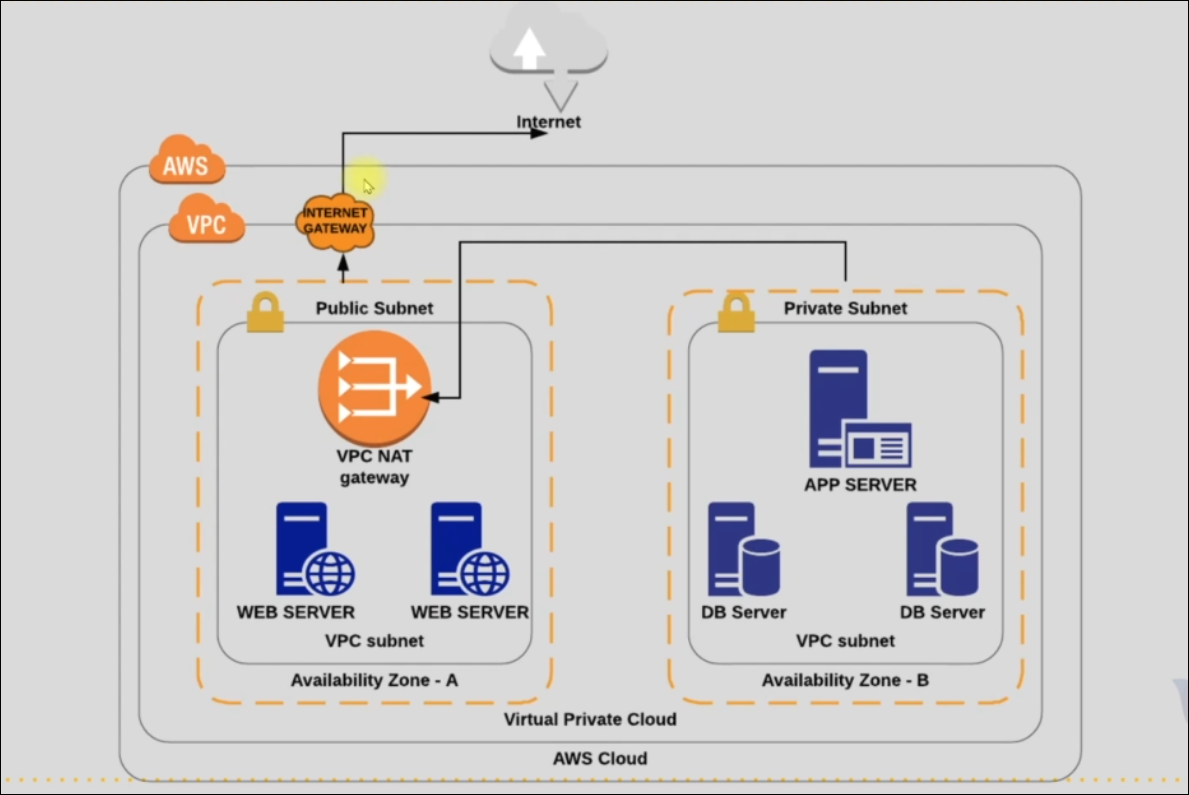 Internet
AWS
VPC
INTERNET
GATEWAY
Public Subnet
Private Subnet
VPC NAT
gateway
APP SERVER
WEB SERVER
WEB SERVER
DB Server
DB Server
VPC subnet
VPC subnet
Availability Zone - A
Availability Zone - B
Virtual Private Cloud
AWS Cloud